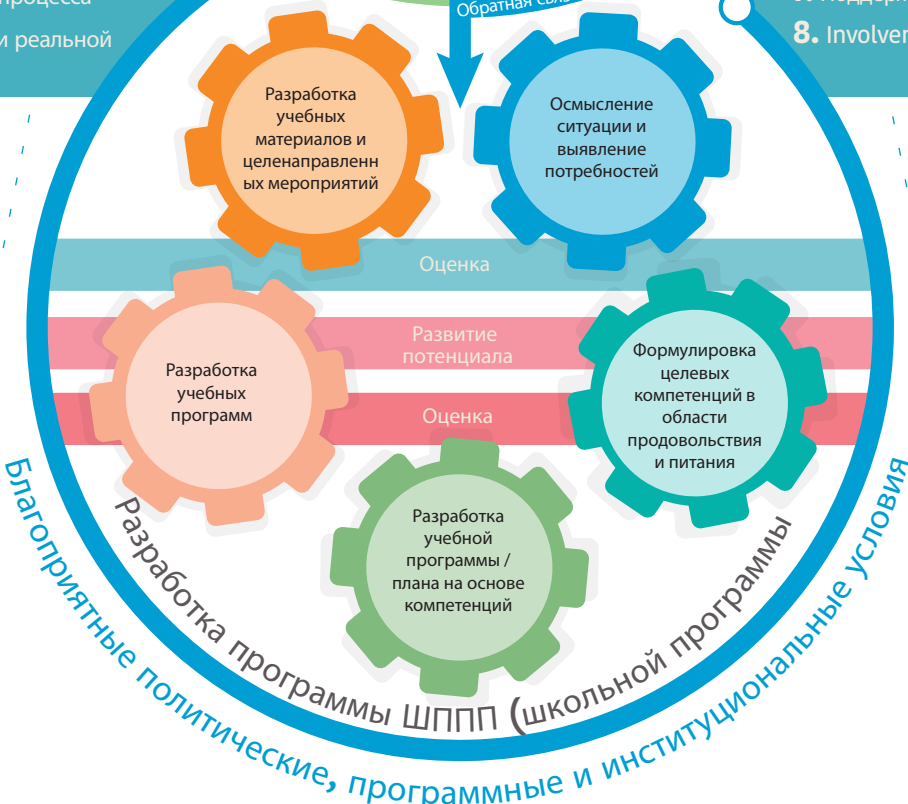 процесса
и реальной
Обратная связь
8. Involvem
Разработка
учебных
материалов и
целенаправленн
ых мероприятий
Осмысление
ситуации и
выявление
потребностей
Оценка
Развитие
потенциала
Оценка
Разработка
учебных
программ
Формулировка
целевых
компетенций в
области
продовольствия
и питания
Разработка
учебной
программы /
плана на основе
компетенций
Разработка программы ШППП (школьной программы
Благоприятные политические, программные и институциональные условия